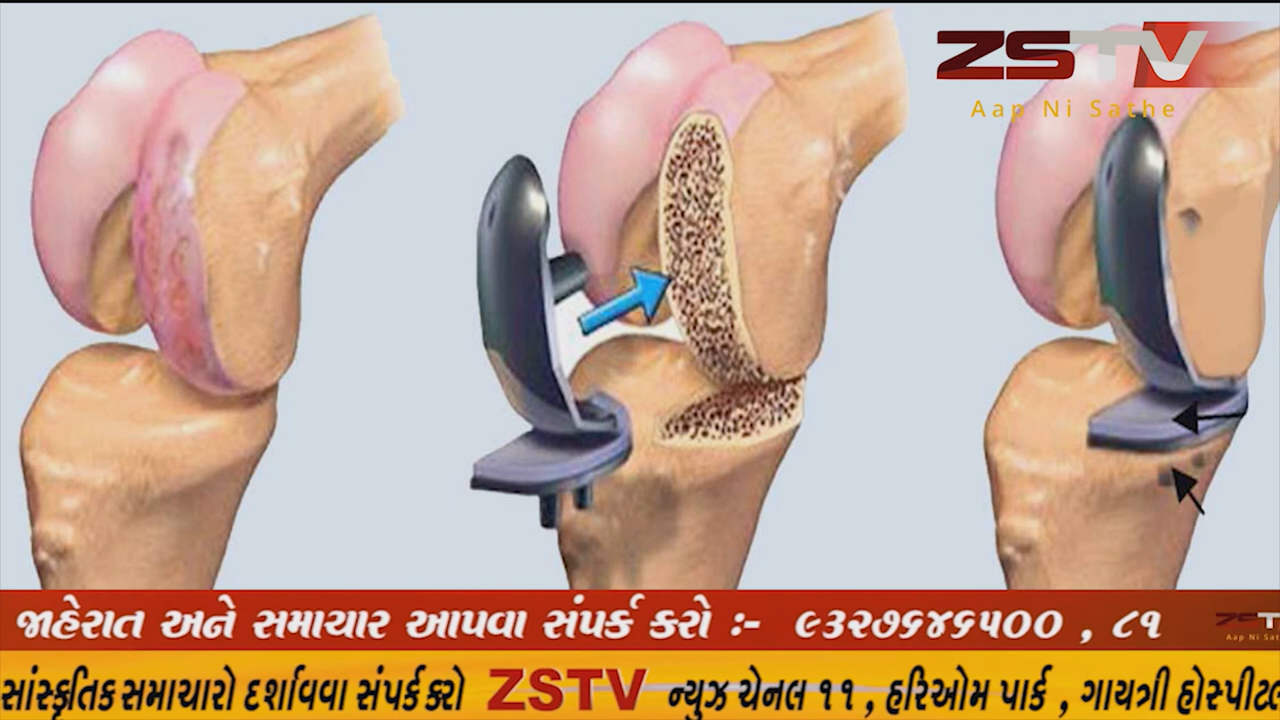 ZSTV
Aap Ni Sathe
જાહેરાત અને સમાચાર આપવા સંપર્ક કરો :- ૯૩૨૭૬૪૬૫૦૦ , ૮૧
સાંસ્કૃતિક સમાચારો દર્શાવવા સંપર્ક કરો ZSTV ન્યુઝ ચેનલ ૧૧ , હરિઓમ પાર્ક , ગાયત્રી હોસ્પીટલ